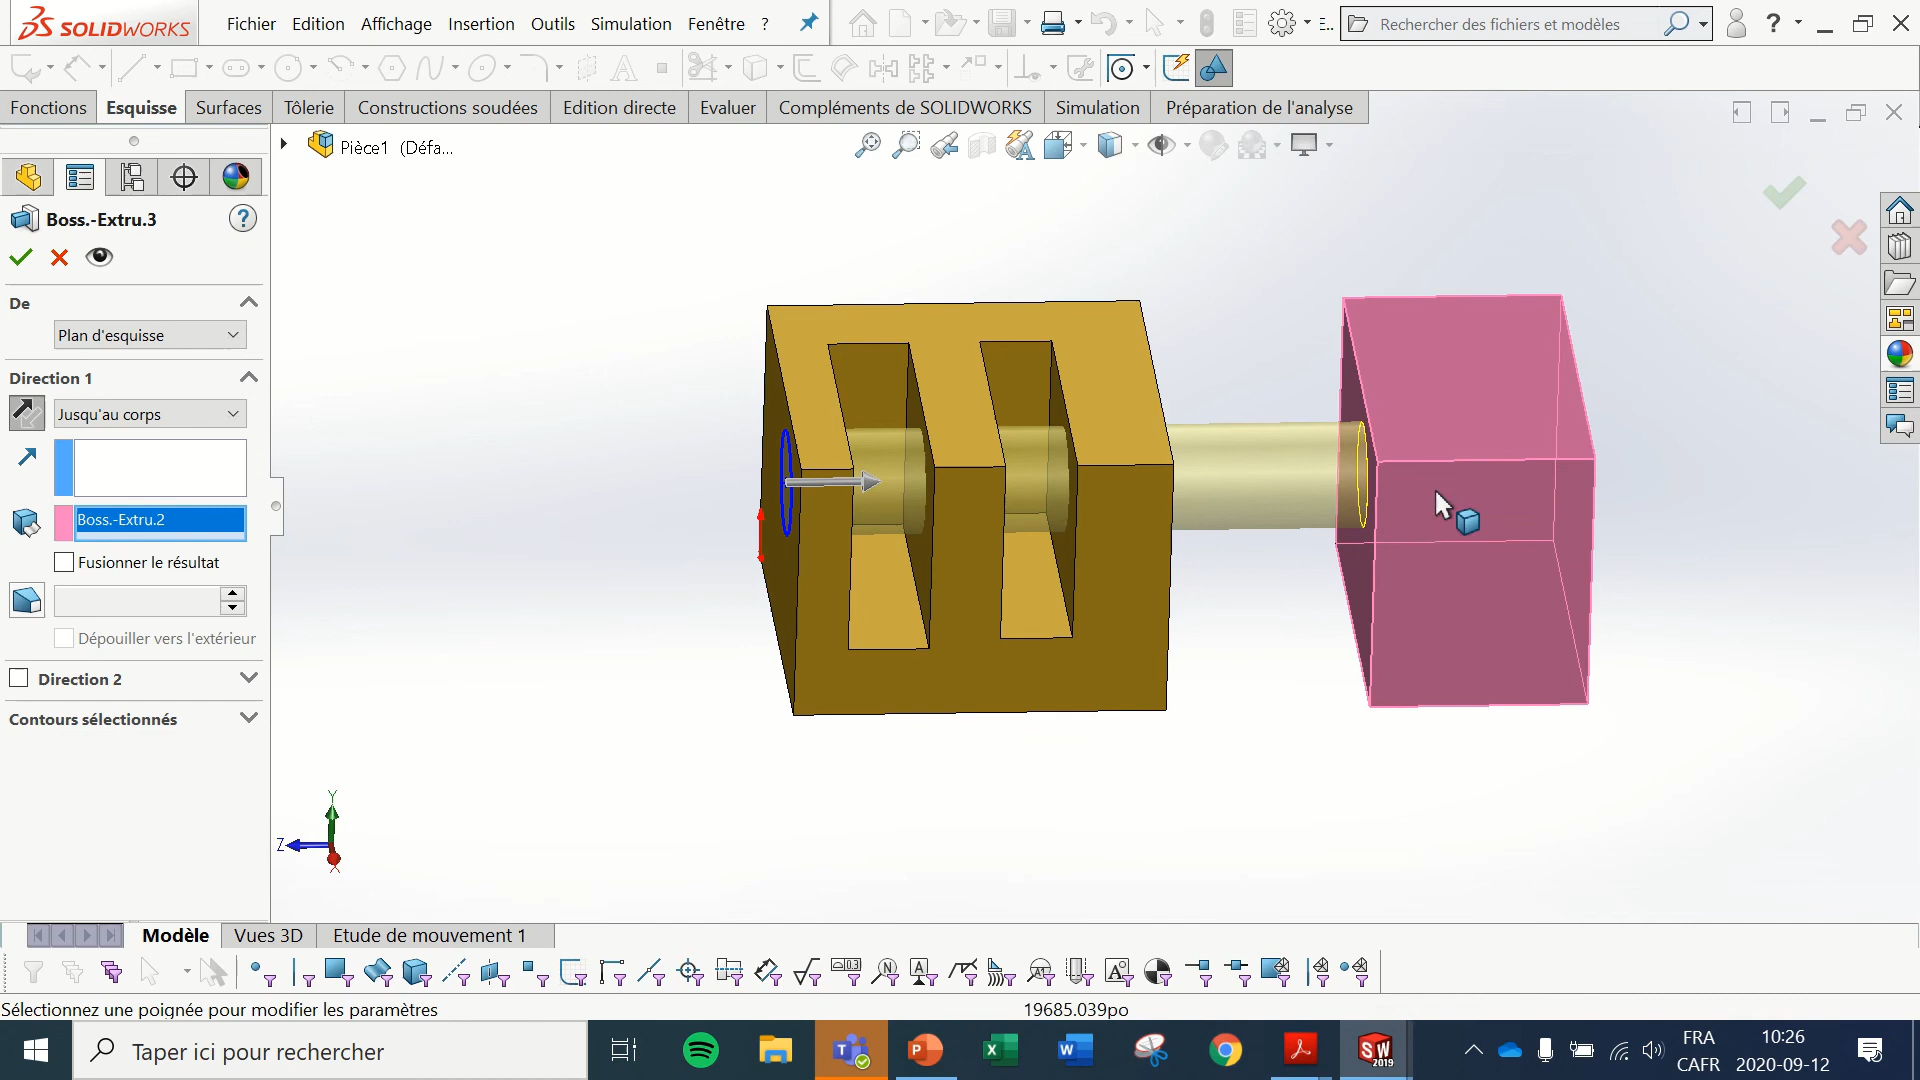 SOLIDWORKS
Fichier Edition Affichage Insertion Outils Simulation Fenêtre ?
E...
Rechercher des fichiers et modèles
?
Fonctions Esquisse Surfaces Tôlerie Constructions soudées Edition directe Evaluer Compléments de SOLIDWORKS Simulation Préparation de l'analyse
Pièce1 (Défa...
Boss.-Extru.3
?
De
Plan d'esquisse
Direction 1
Jusqu'au corps
Boss.-Extru.2
Fusionner le résultat
Dépouiller vers l'extérieur
Direction 2
Contours sélectionnés
Y
Z
X
Modèle Vues 3D Etude de mouvement 1
Sélectionnez une poignée pour modifier les paramètres
19685.039po
Taper ici pour rechercher
FRA
CAFR
10:26
2020-09-12
SW
2019